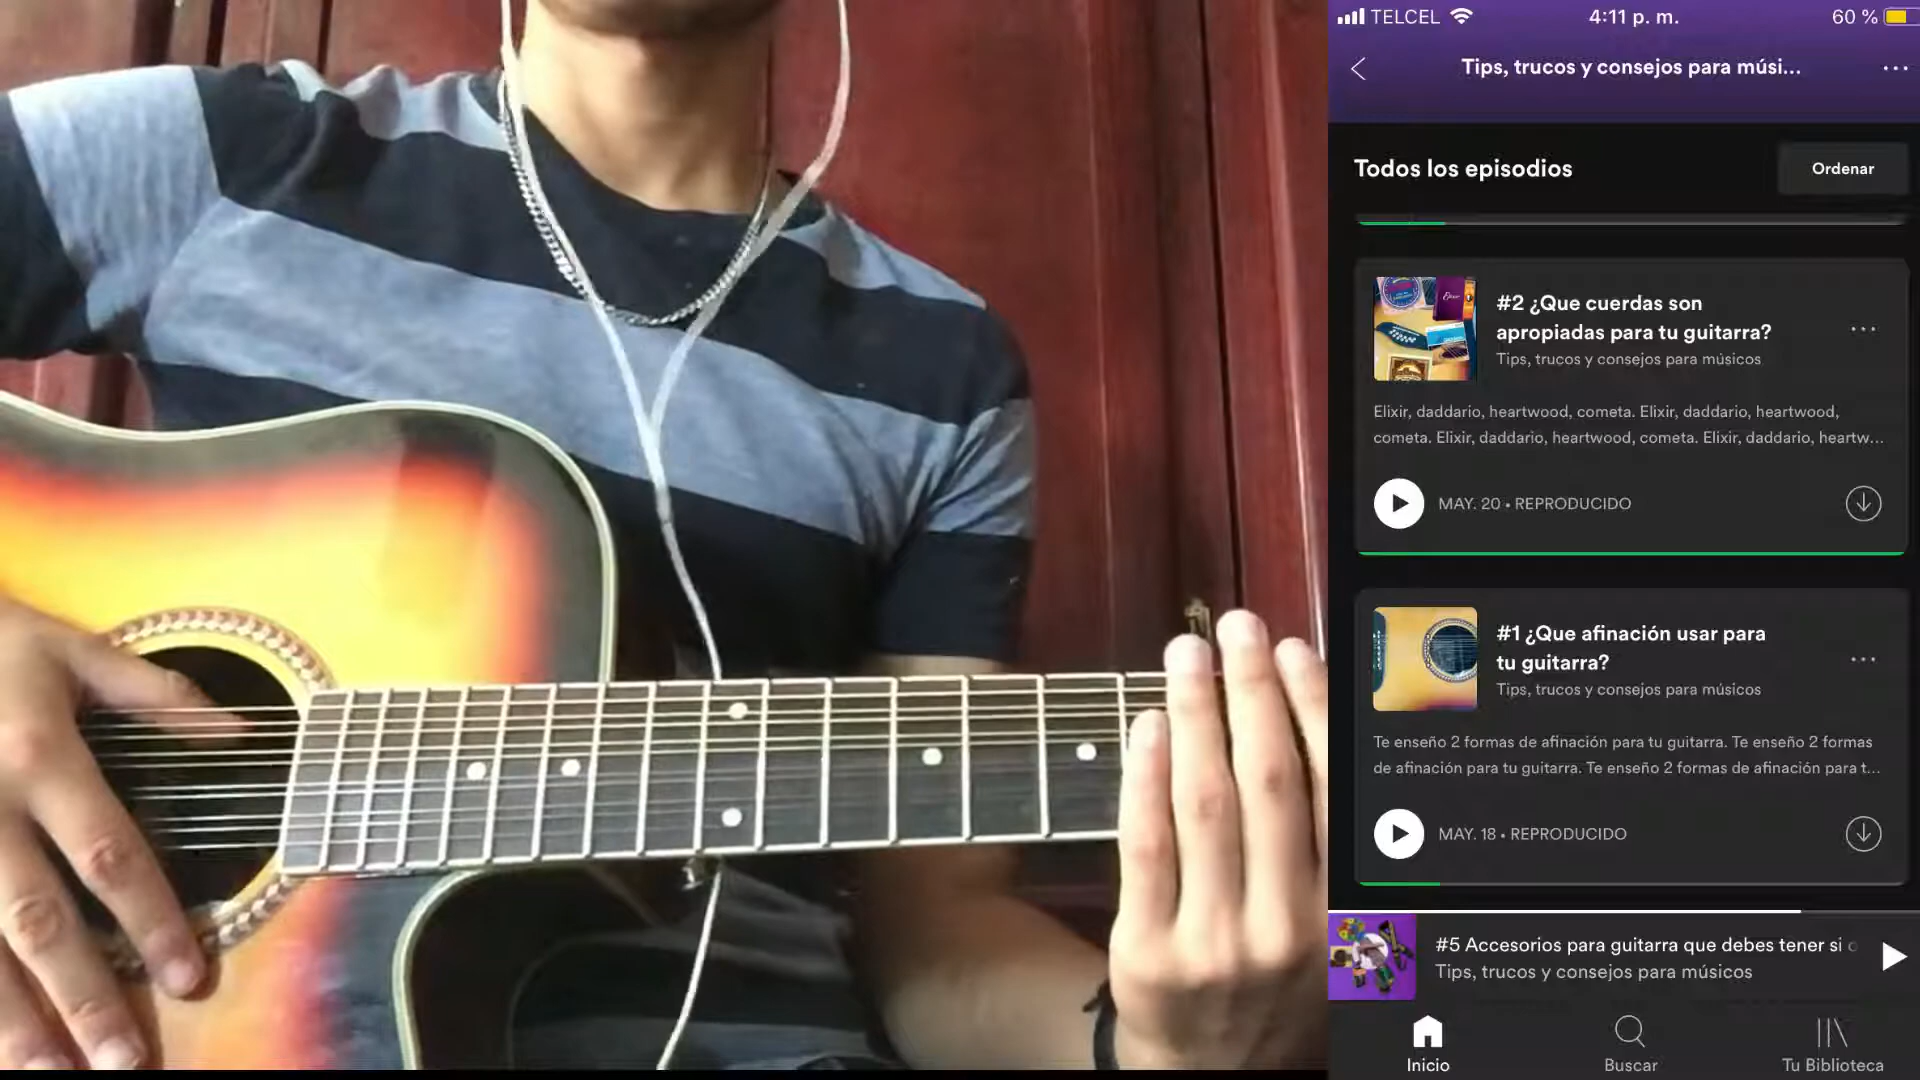 TELCEL 4:11 p. m. 60 %
Tips, trucos y consejos para músi...
Todos los episodios
Ordenar
#2 ¿Que cuerdas son
apropiadas para tu guitarra?
Tips, trucos y consejos para músicos
Elixir, daddario, heartwood, cometa. Elixir, daddario, heartwood,
cometa. Elixir, daddario, heartwood, cometa. Elixir, daddario, heartw...
MAY. 20 • REPRODUCIDO
#1 ¿Que afinación usar para
tu guitarra?
Tips, trucos y consejos para músicos
Te enseño 2 formas de afinación para tu guitarra. Te enseño 2 formas
de afinación para tu guitarra. Te enseño 2 formas de afinación para t...
MAY. 18 • REPRODUCIDO
#5 Accesorios para guitarra que debes tener si
Tips, trucos y consejos para músicos
Inicio
Buscar
Tu Biblioteca